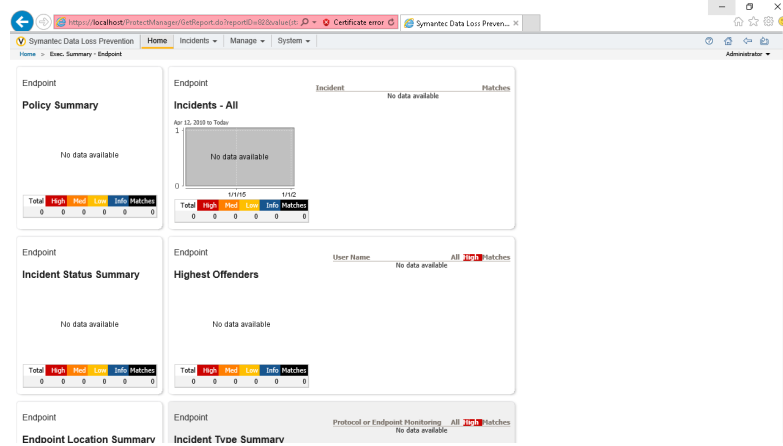 https://localhost/ProtectManager/GetReport.do?reportID=82&value(st
Certificate error
Symantec Data Loss Preven...
Symantec Data Loss Prevention Home Incidents Manage System
Home > Exec. Summary - Endpoint
Administrator
Endpoint
Policy Summary
No data available
Total High Med Low Info Matches
0 0 0 0 0 0
Endpoint
Incidents - All
Apr 12, 2010 to Today
1
No data available
0
1/1/15 1/1/2
Total High Med Low Info Matches
0 0 0 0 0 0
Incident Matches
No data available
Endpoint
Incident Status Summary
No data available
Total High Med Low Info Matches
0 0 0 0 0 0
Endpoint
Highest Offenders
No data available
Total High Med Low Info Matches
0 0 0 0 0 0
User Name All High Matches
No data available
Endpoint
Endpoint Location Summary
Endpoint
Incident Type Summary
Protocol or Endpoint Monitoring All High Matches
No data available